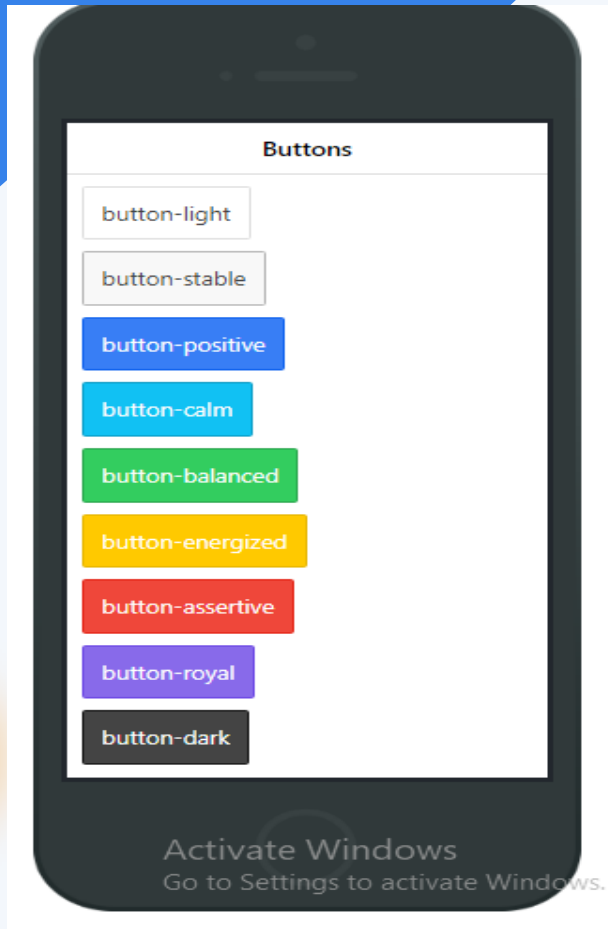 Buttons
button-light
button-stable
button-positive
button-calm
button-balanced
button-energized
button-assertive
button-royal
button-dark
Activate Windows
Go to Settings to activate Windows.